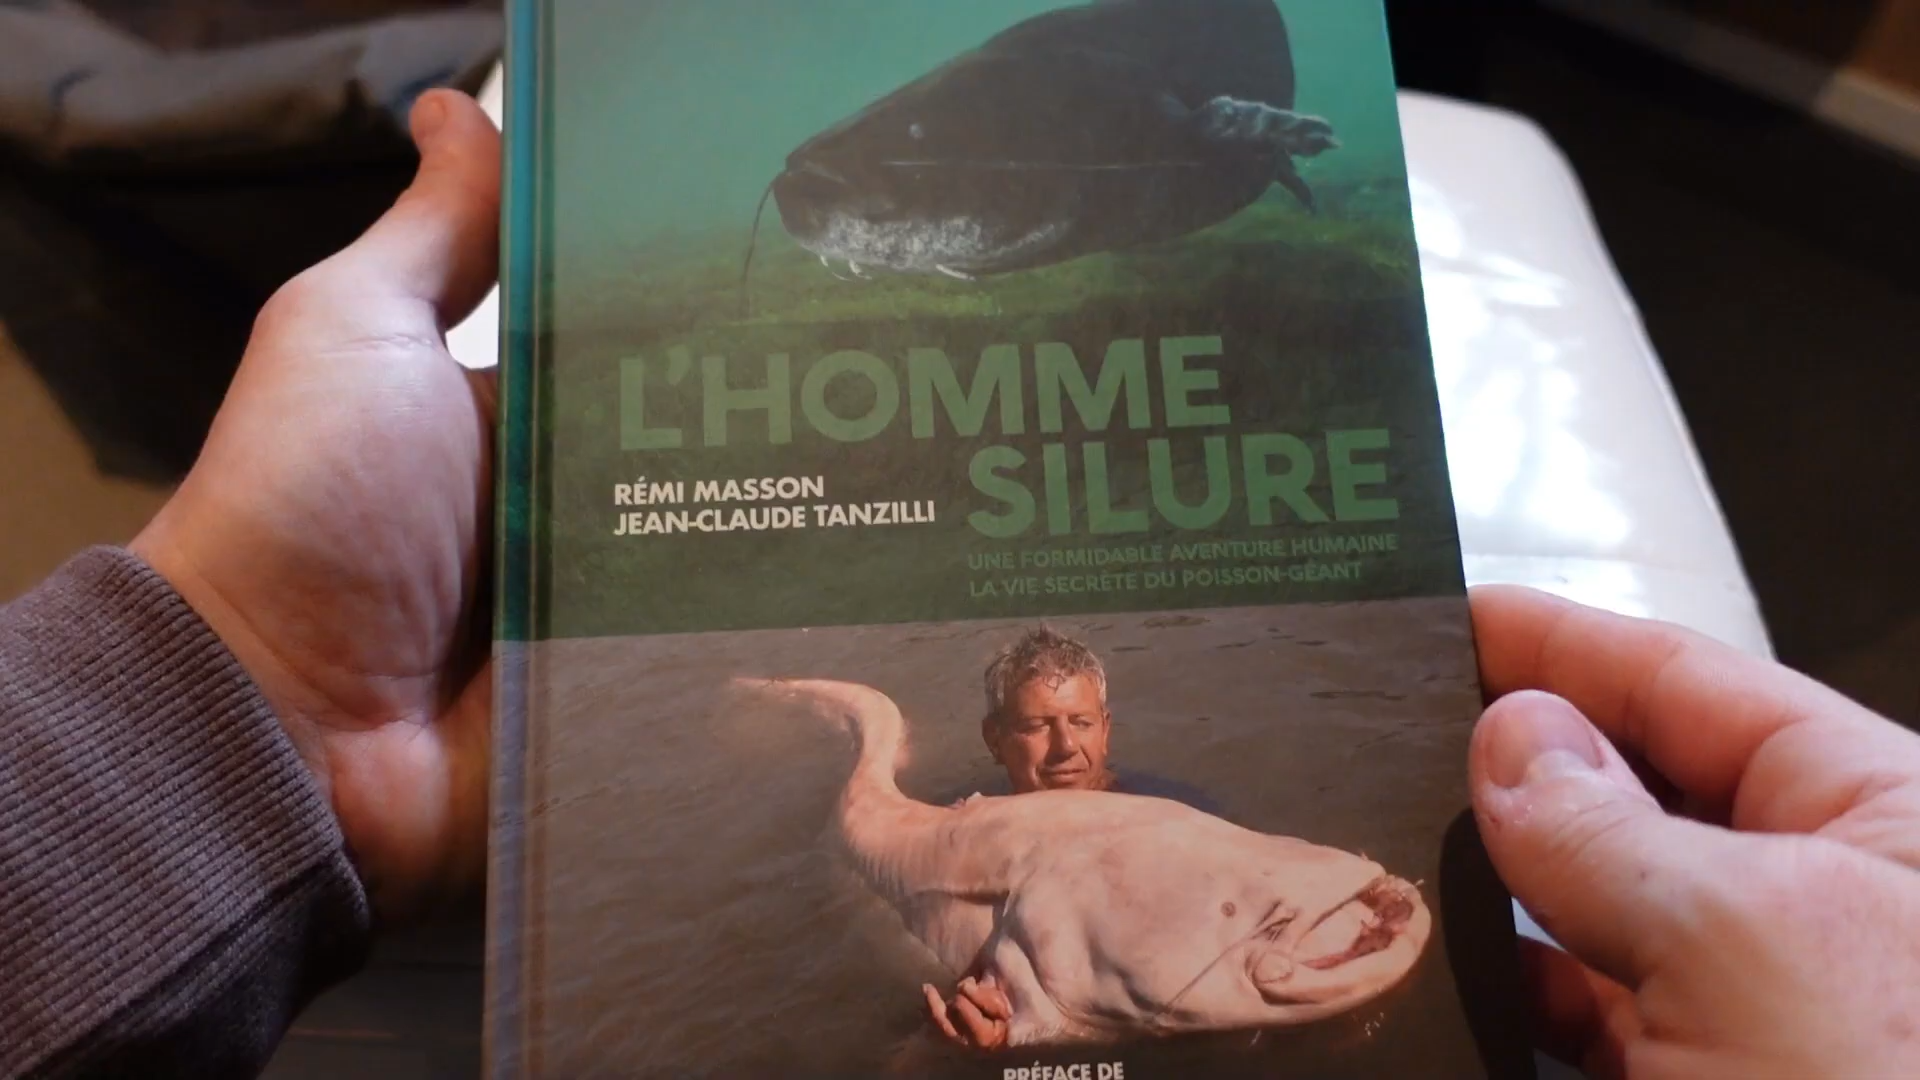 L'HOMME
SILURE
RÉMI MASSON
JEAN-CLAUDE TANZILLI
UNE FORMIDABLE AVENTURE HUMAINE
LA VIE SECRÈTE DU POISSON-GÉANT
PRÉFACE DE